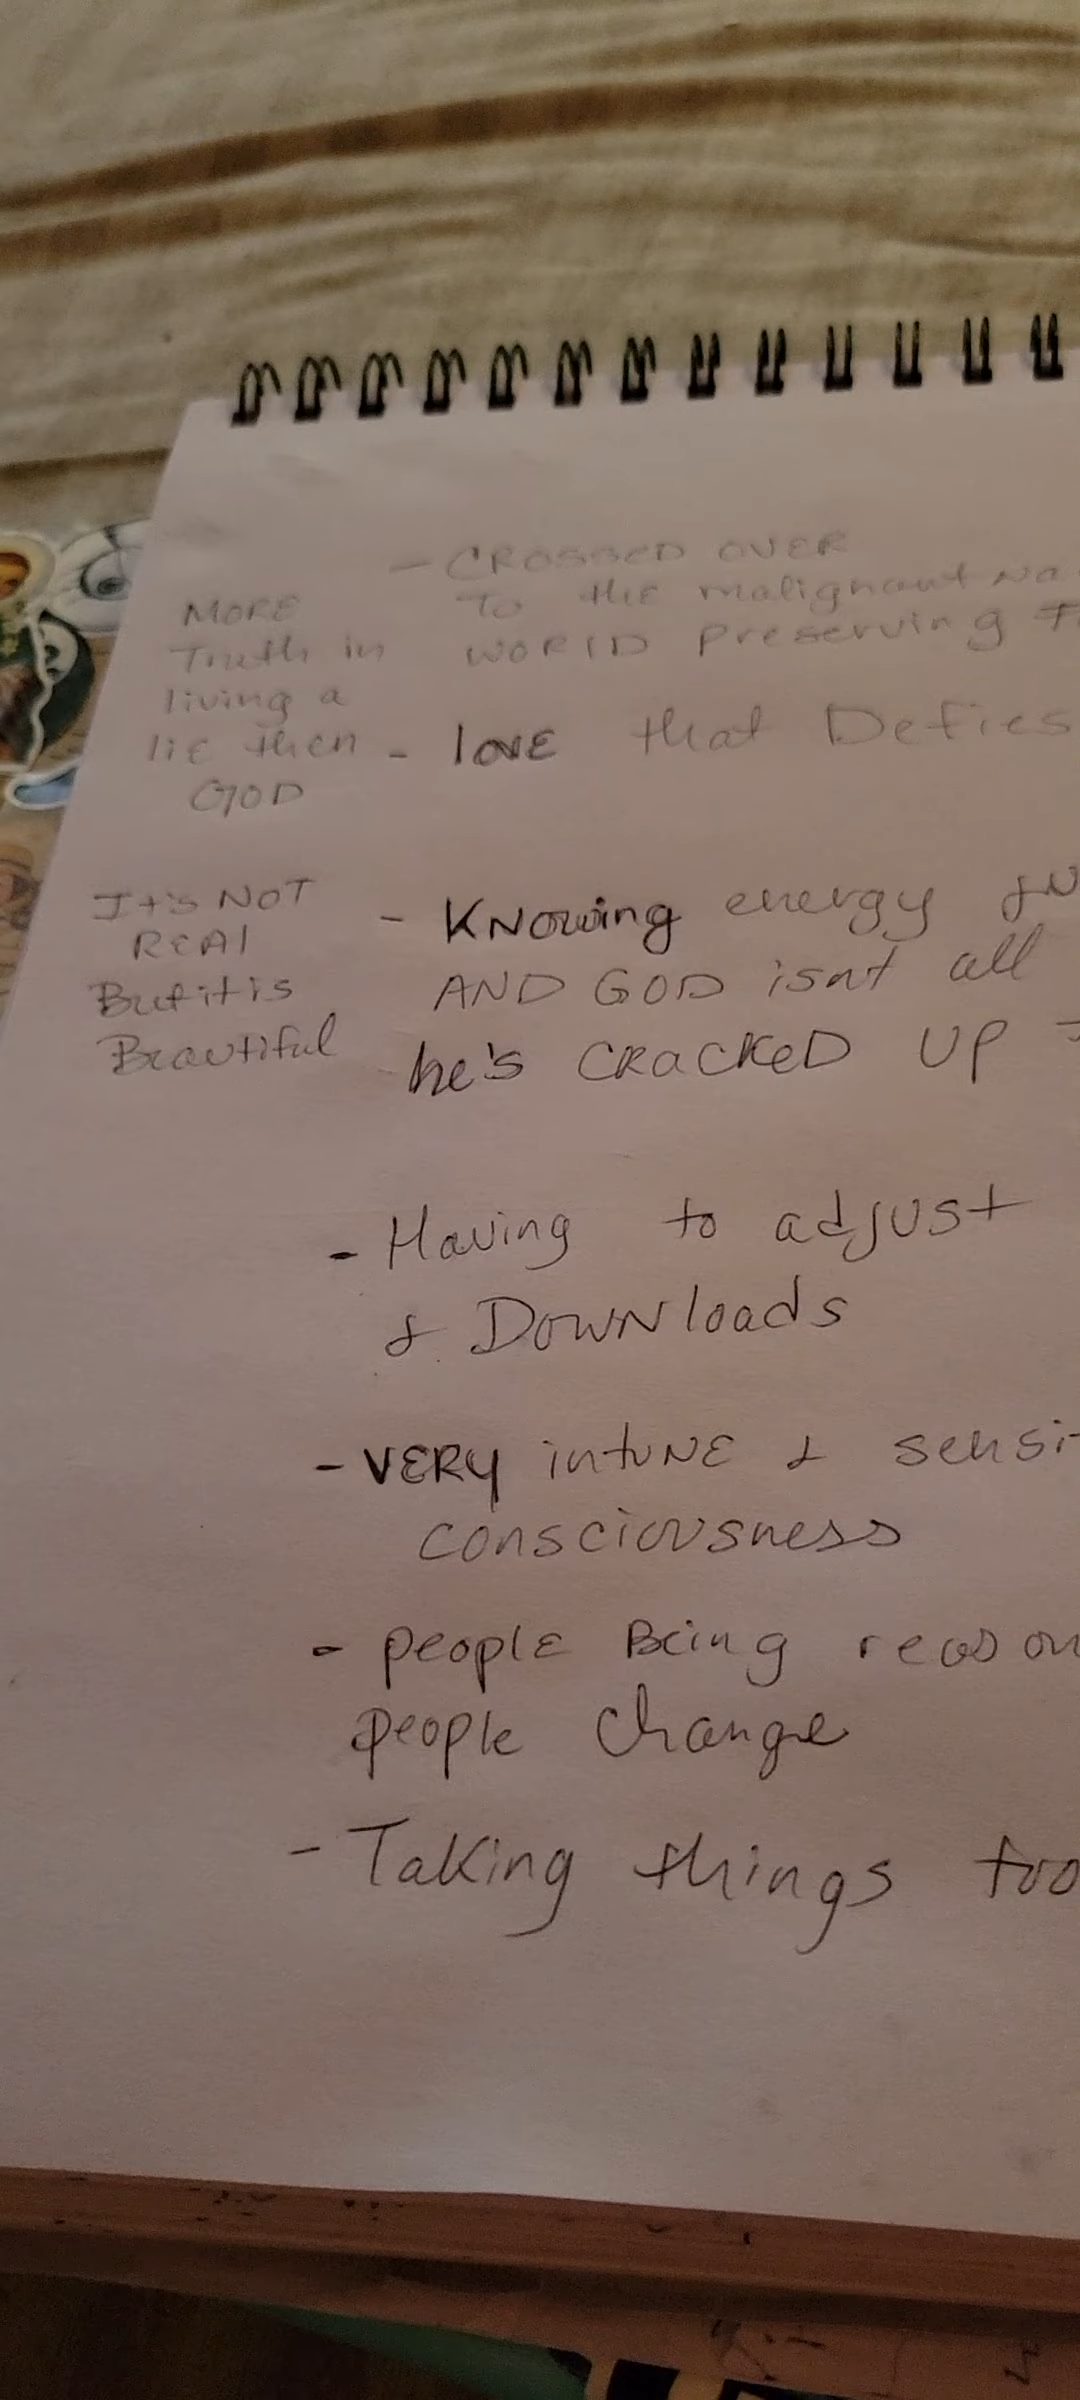 - CROSSED OVER
TO THE malignant
WORLD Preserving
- love that Defies
MORE
Truth in
living a
lie then
GOD
- KNowing energy
AND GOD isnt all
he's CRACKED UP
It's NOT
REAl
But it is
Beautiful
- Having to adjust
& DOWNloads
- VERY intuNE &
consciousness
- people Being
people change
- Taking things too